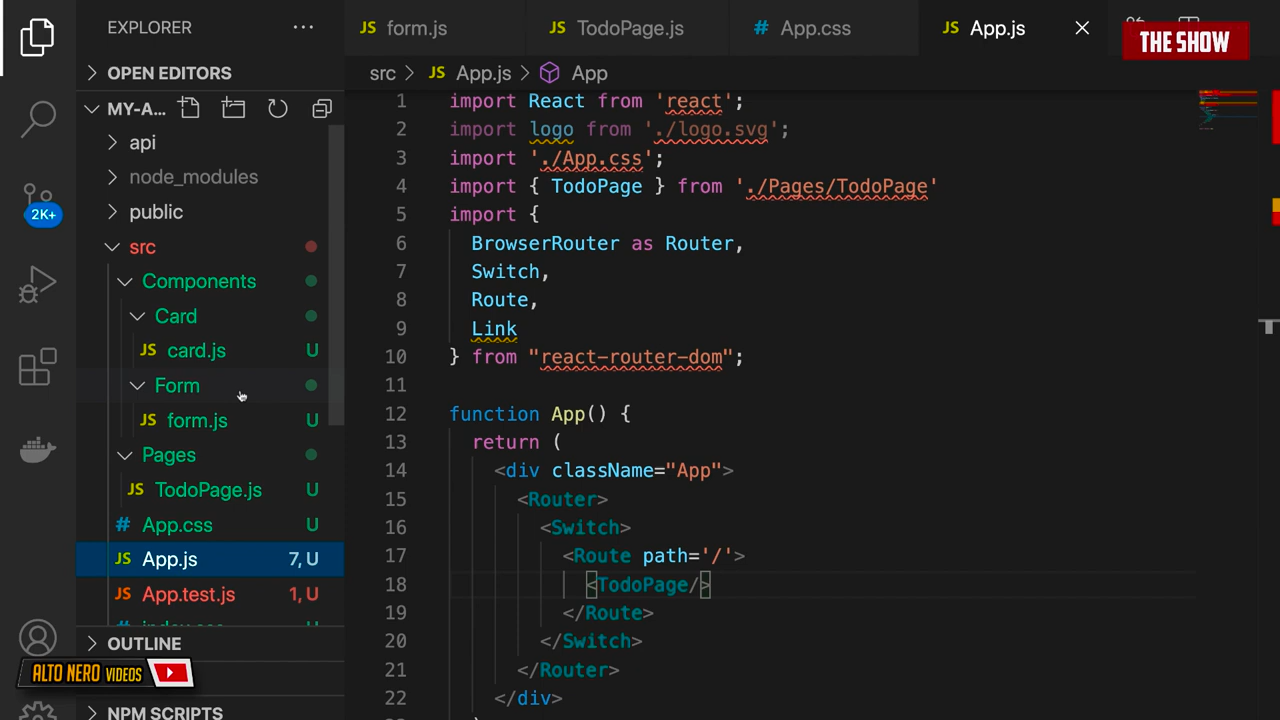 EXPLORER
form.js
TodoPage.js
App.css
App.js
THE SHOW
OPEN EDITORS
src
App.js
App
MY-A...
api
node_modules
public
src
Components
Card
card.js U
Form
form.js U
Pages
TodoPage.js U
App.css U
App.js 7, U
App.test.js 1, U
index.css
OUTLINE
NPM SCRIPTS
2K+
ALTO NERO VIDEOS
1 import React from 'react';
2 import logo from './logo.svg';
3 import './App.css';
4 import { TodoPage } from './Pages/TodoPage'
5 import {
6 BrowserRouter as Router,
7 Switch,
8 Route,
9 Link
10 } from "react-router-dom";
11
12 function App() {
13 return (
14 <div className="App">
15 <Router>
16 <Switch>
17 <Route path='/'>
18 <TodoPage/>
19 </Route>
20 </Switch>
21 </Router>
22 </div>